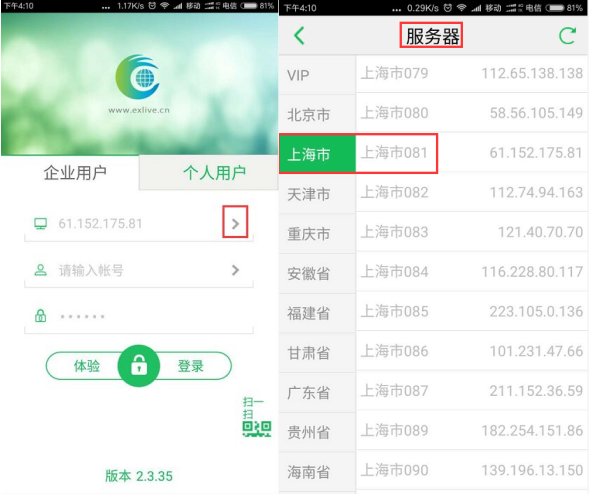 下午4:10 ... 1.17K/s 移动 电信 81%
www.exlive.cn
企业用户 个人用户
61.152.175.81
请输入帐号
体验 登录
扫一
扫
版本 2.3.35
下午4:10 ... 0.29K/s 移动 电信 81%
服务器
VIP 上海市079 112.65.138.138
北京市 上海市080 58.56.105.149
上海市 上海市081 61.152.175.81
天津市 上海市082 112.74.94.163
重庆市 上海市083 121.40.70.70
安徽省 上海市084 116.228.80.117
福建省 上海市085 223.105.0.136
甘肃省 上海市086 101.231.47.66
广东省 上海市087 211.152.36.59
贵州省 上海市089 182.254.151.86
海南省 上海市090 139.196.13.150